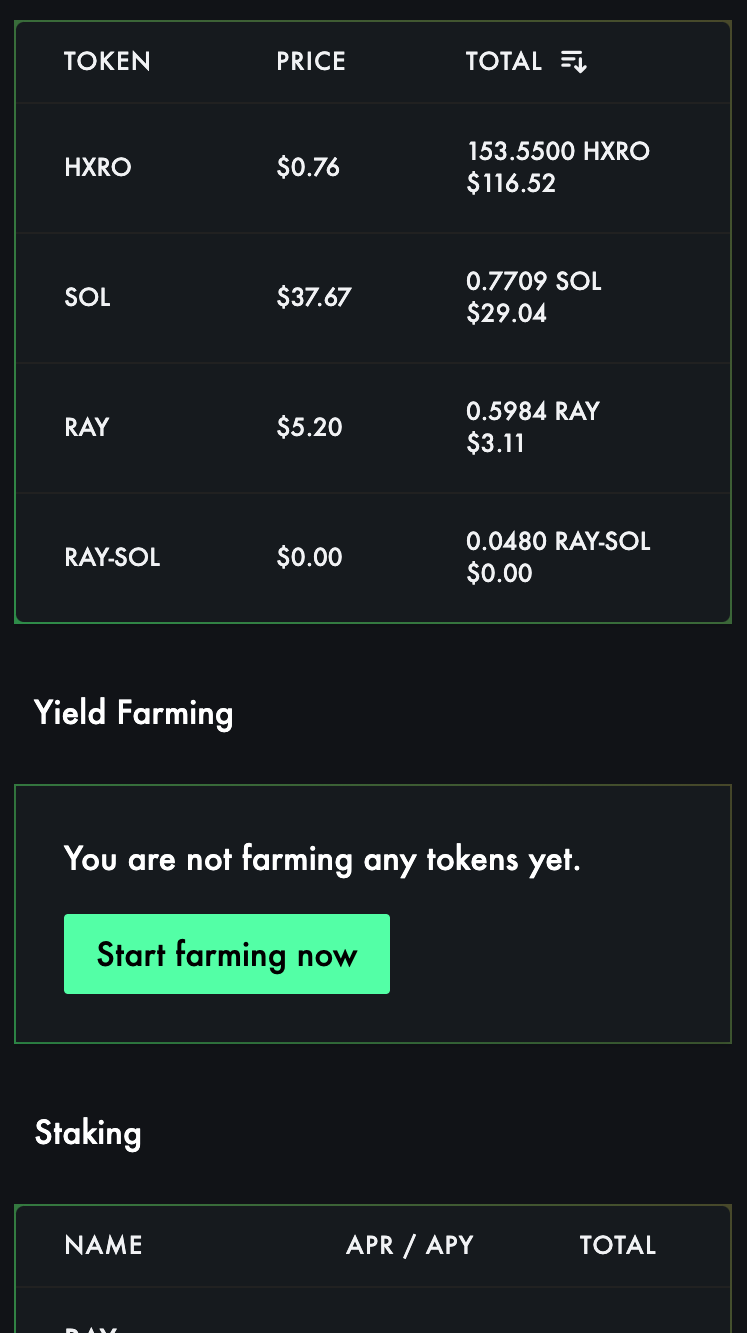 TOKEN PRICE TOTAL
HXRO $0.76 153.5500 HXRO
$116.52
SOL $37.67 0.7709 SOL
$29.04
RAY $5.20 0.5984 RAY
$3.11
RAY-SOL $0.00 0.0480 RAY-SOL
$0.00
Yield Farming
You are not farming any tokens yet.
Start farming now
Staking
NAME APR / APY TOTAL
RAY